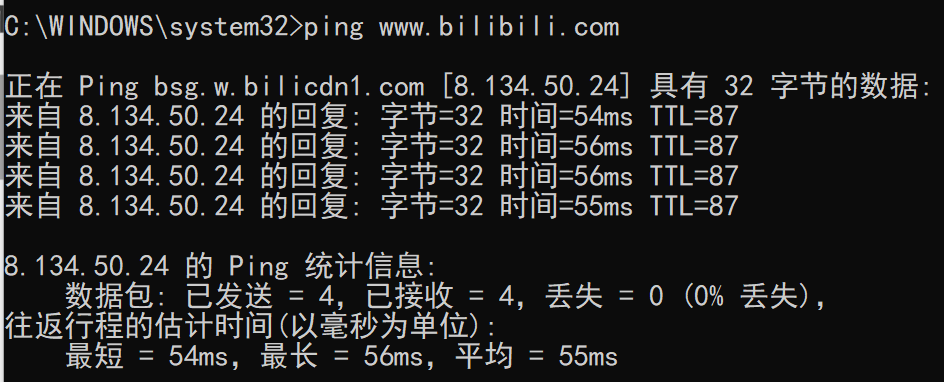 C:\WINDOWS\system32>ping www.bilibili.com
正在 Ping bsg.w.bilicdn1.com [8.134.50.24] 具有 32 字节的数据:
来自 8.134.50.24 的回复: 字节=32 时间=54ms TTL=87
来自 8.134.50.24 的回复: 字节=32 时间=56ms TTL=87
来自 8.134.50.24 的回复: 字节=32 时间=56ms TTL=87
来自 8.134.50.24 的回复: 字节=32 时间=55ms TTL=87
8.134.50.24 的 Ping 统计信息:
数据包: 已发送 = 4，已接收 = 4，丢失 = 0 (0% 丢失)，
往返行程的估计时间(以毫秒为单位):
最短 = 54ms，最长 = 56ms，平均 = 55ms